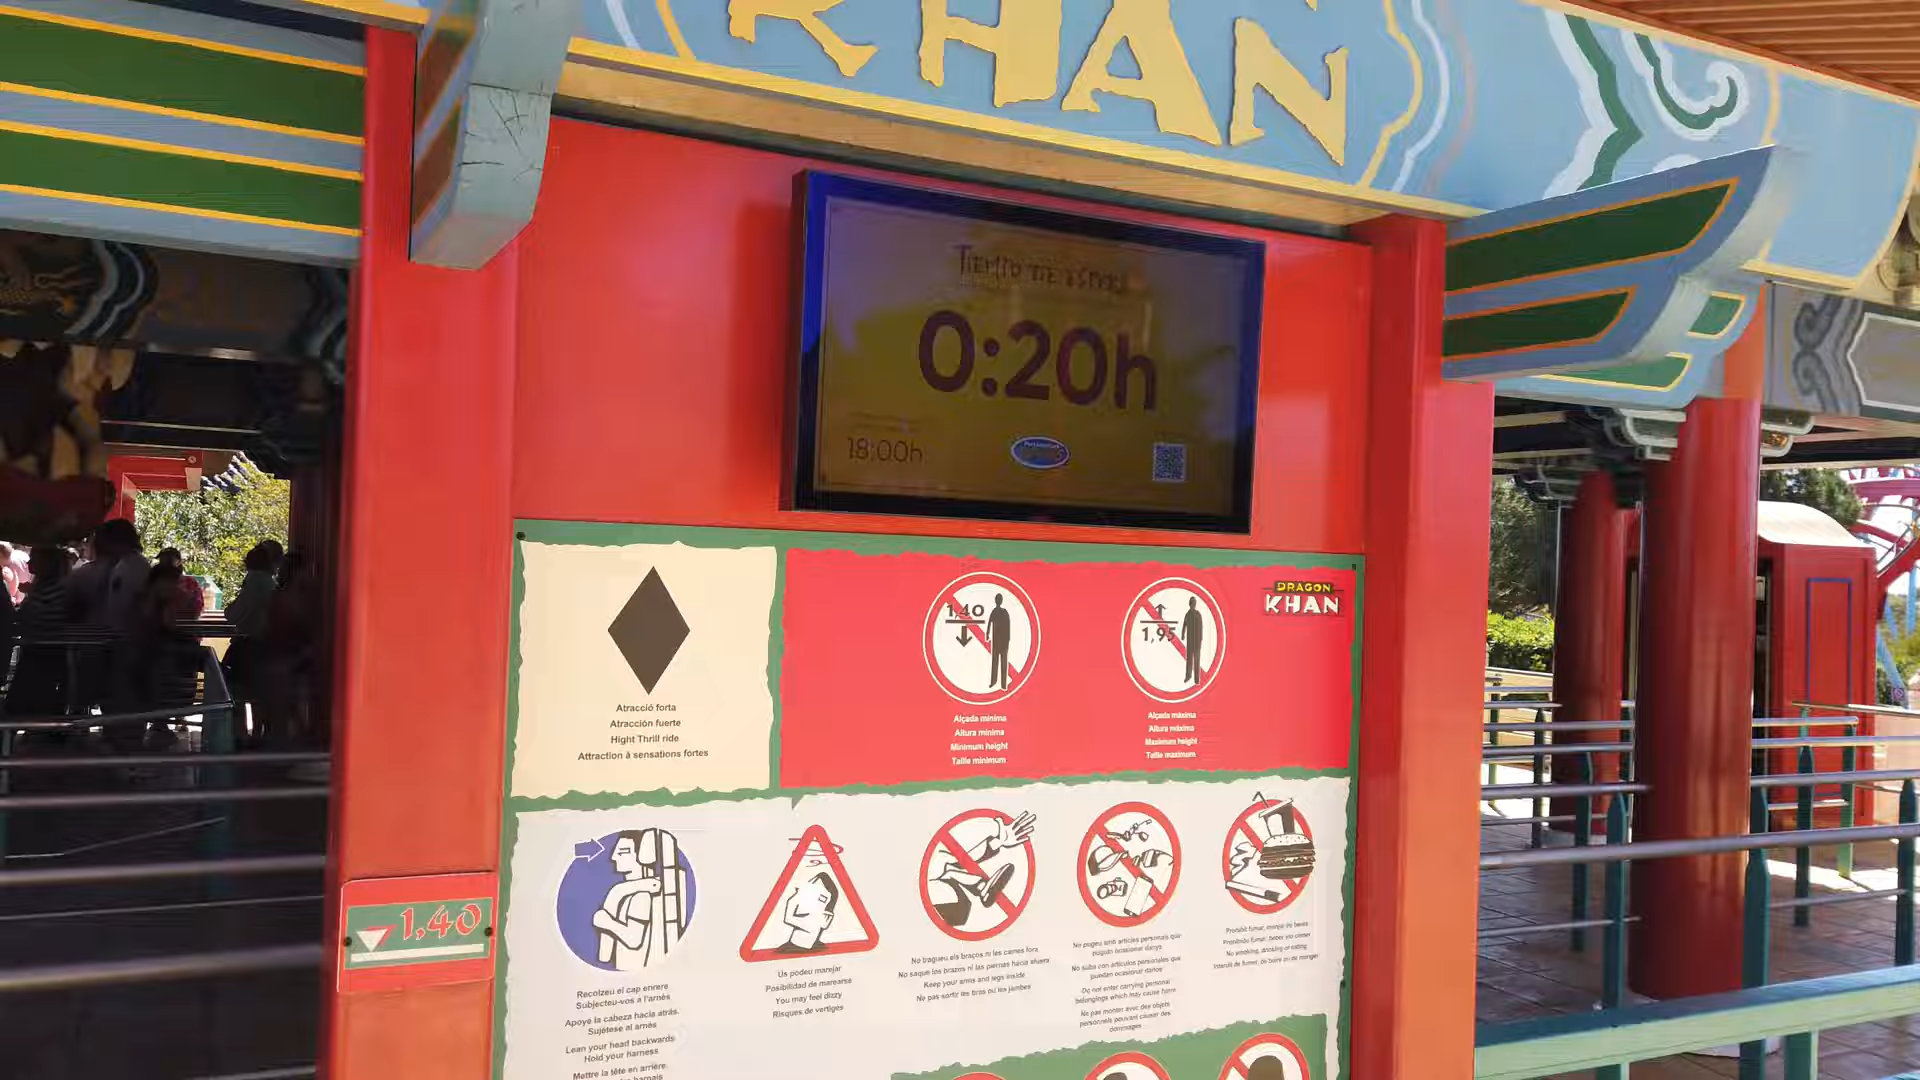 KHAN
TIEMPO DE ESPERA
0:20h
18:00h
DRAGON
KHAN
1,40
1,95
Atracció forta
Atracción fuerte
Hight Thrill ride
Attraction à sensations fortes
Alçada mínima
Altura mínima
Minimum height
Taille minimum
Alçada màxima
Altura máxima
Maximum height
Taille maximum
1,40
Recolzeu el cap enrere
Subjecteu-vos a l'arnès
Apoye la cabeza hacia atrás.
Sujétese al arnés
Lean your head backwards
Hold your harness
Mettre la tête en arrière.
harnais
Us podeu marejar
Posibilidad de marearse
You may feel dizzy
Risques de vertiges
No tragueu els braços ni les cames fora
No saque los brazos ni las piernas hacia afuera
Keep your arms and legs inside
Ne pas sortir les bras ou les jambes
No pugeu amb articles personals que
puguin ocasionar danys
No suba con artículos personales que
puedan ocasionar daños
Do not enter carrying personal
belongings which may cause harm
Ne pas monter avec des objets
personnels pouvant causer des
dommages
Prohibit fumar, menjar ni beure
Prohibido fumar, beber y/o comer
No smoking, drinking or eating
Interdit de fumer, de boire ou de manger